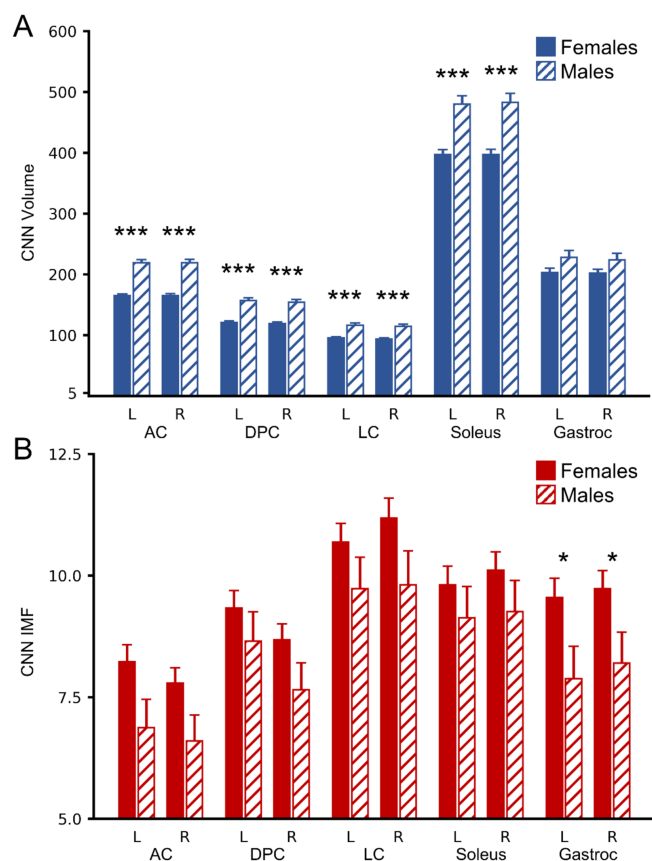 A
600
500
400
300
200
100
5
CNN Volume
Females
Males
*** *** *** *** *** *** *** ***
L R L R L R L R L R
AC DPC LC Soleus Gastroc
B
12.5
10.0
7.5
5.0
CNN IMF
Females
Males
* *
L R L R L R L R L R
AC DPC LC Soleus Gastroc